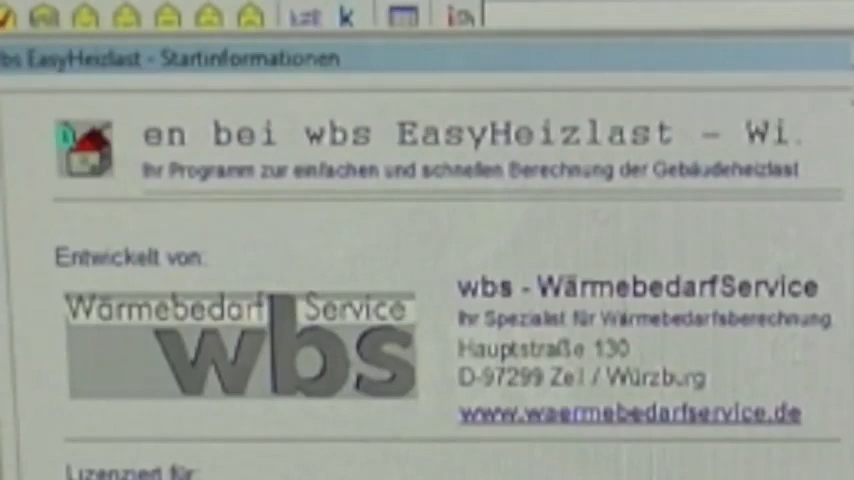 k
bs EasyHeizlast - Startinformationen
en bei wbs EasyHeizlast - Wi.
Ihr Programm zur einfachen und schnellen Berechnung der Gebäudeheizlast
Entwickelt von:
Wärmebedarf Service
wbs
wbs - WärmebedarfService
Ihr Spezialist für Wärmebedarfsberechnung
Hauptstraße 130
D-97299 Zell / Würzburg
www.waermebedarfservice.de
Lizenziert für: